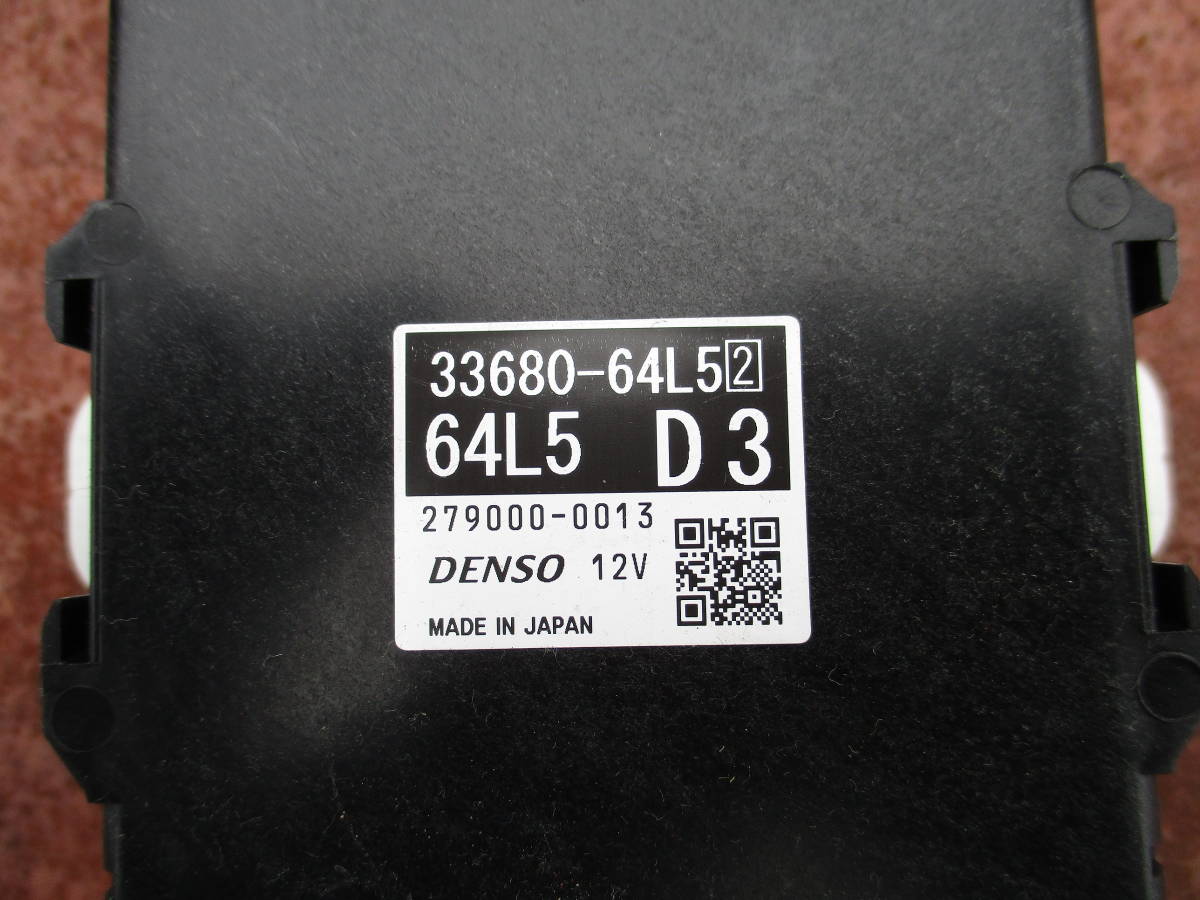 33680-64L52
64L5 D3
279000-0013
DENSO 12V
MADE IN JAPAN